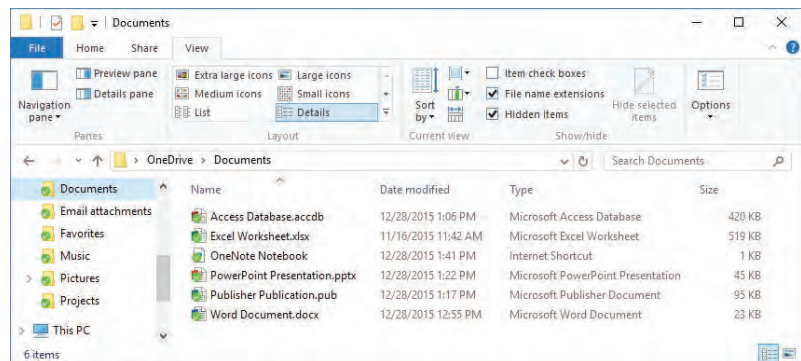 Documents
File Home Share View
Navigation pane
Preview pane
Details pane
Panes
Extra large icons Large icons
Medium icons Small icons
List Details
Layout
Sort by
Current view
Item check boxes
File name extensions
Hidden items
Hide selected items
Show/hide
Options
OneDrive > Documents
Search Documents
Documents
Email attachments
Favorites
Music
Pictures
Projects
This PC
Name Date modified Type Size
Access Database.accdb 12/28/2015 1:06 PM Microsoft Access Database 420 KB
Excel Worksheet.xlsx 11/16/2015 11:42 AM Microsoft Excel Worksheet 519 KB
OneNote Notebook 12/28/2015 1:41 PM Internet Shortcut 1 KB
PowerPoint Presentation.pptx 12/28/2015 1:22 PM Microsoft PowerPoint Presentation 45 KB
Publisher Publication.pub 12/28/2015 1:17 PM Microsoft Publisher Document 95 KB
Word Document.docx 12/28/2015 12:55 PM Microsoft Word Document 23 KB
6 items